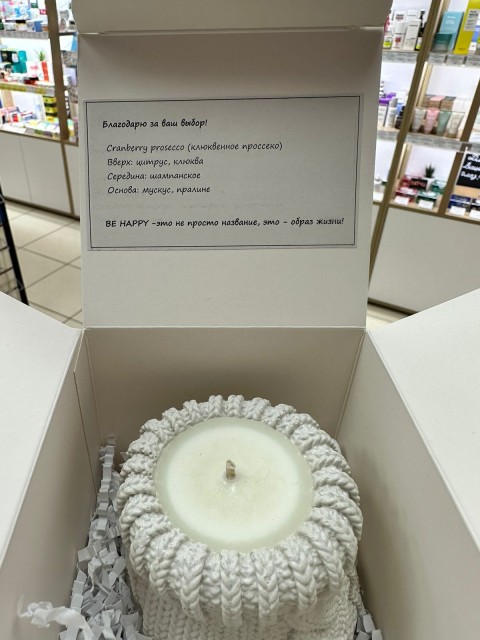 Благодарю за ваш выбор!
Cranberry prosecco (клюквенное проссеко)
Вверх: цитрус, клюква
Середина: шампанское
Основа: мускус, пралине
BE HAPPY -это не просто название, это - образ жизни!